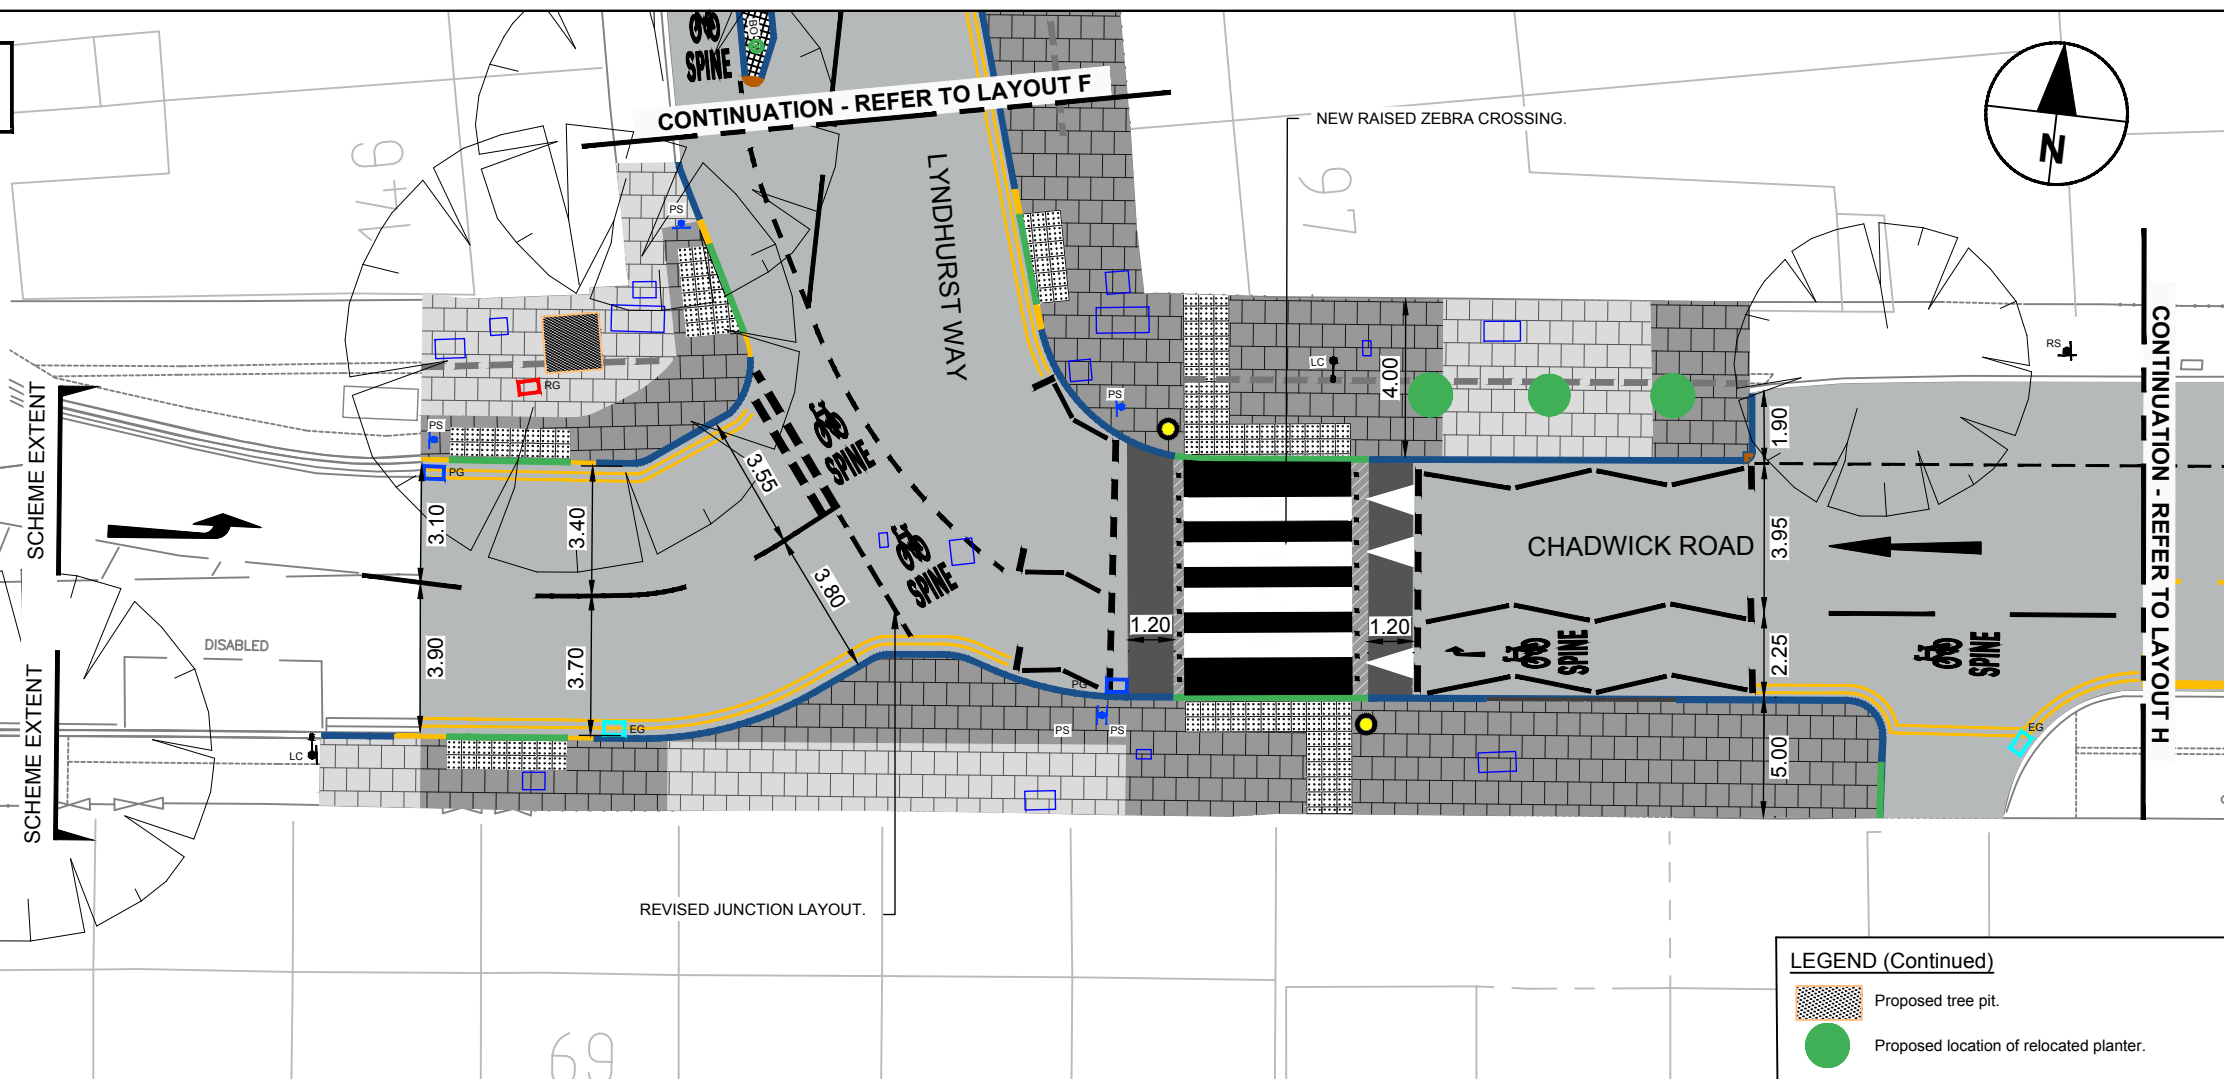 BO
SPINE
CONTINUATION - REFER TO LAYOUT F
NEW RAISED ZEBRA CROSSING.
N
94
97
LYNDHURST WAY
PS
RG
PS
PG
LC
PS
4.00
RS
1.90
CONTINUATION - REFER TO LAYOUT H
SCHEME EXTENT
3.10
3.40
3.55
SPINE
SPINE
3.80
CHADWICK ROAD
3.95
DISABLED
3.90
3.70
1.20
1.20
SPINE
2.25
SPINE
SCHEME EXTENT
PG
EG
LC
PS
PS
EG
5.00
REVISED JUNCTION LAYOUT.
69
LEGEND (Continued)
Proposed tree pit.
Proposed location of relocated planter.